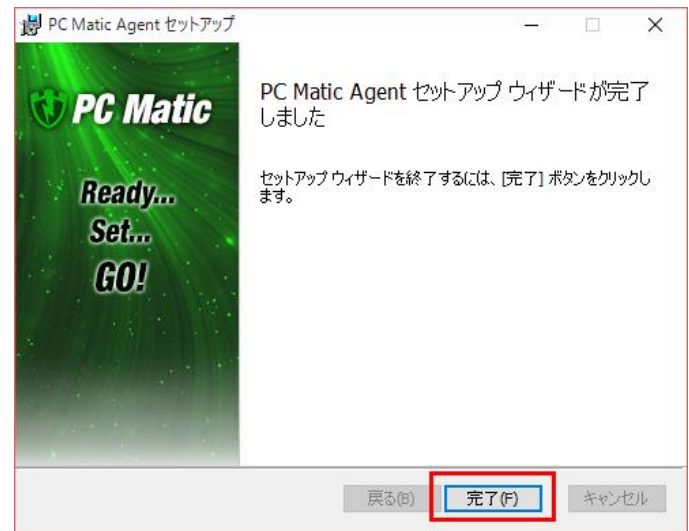 PC Matic Agent セットアップ
PC Matic
Ready...
Set...
GO!
PC Matic Agent セットアップ ウィザードが完了
しました
セットアップ ウィザードを終了するには、[完了] ボタンをクリックし
ます。
戻る(B)
完了(F)
キャンセル